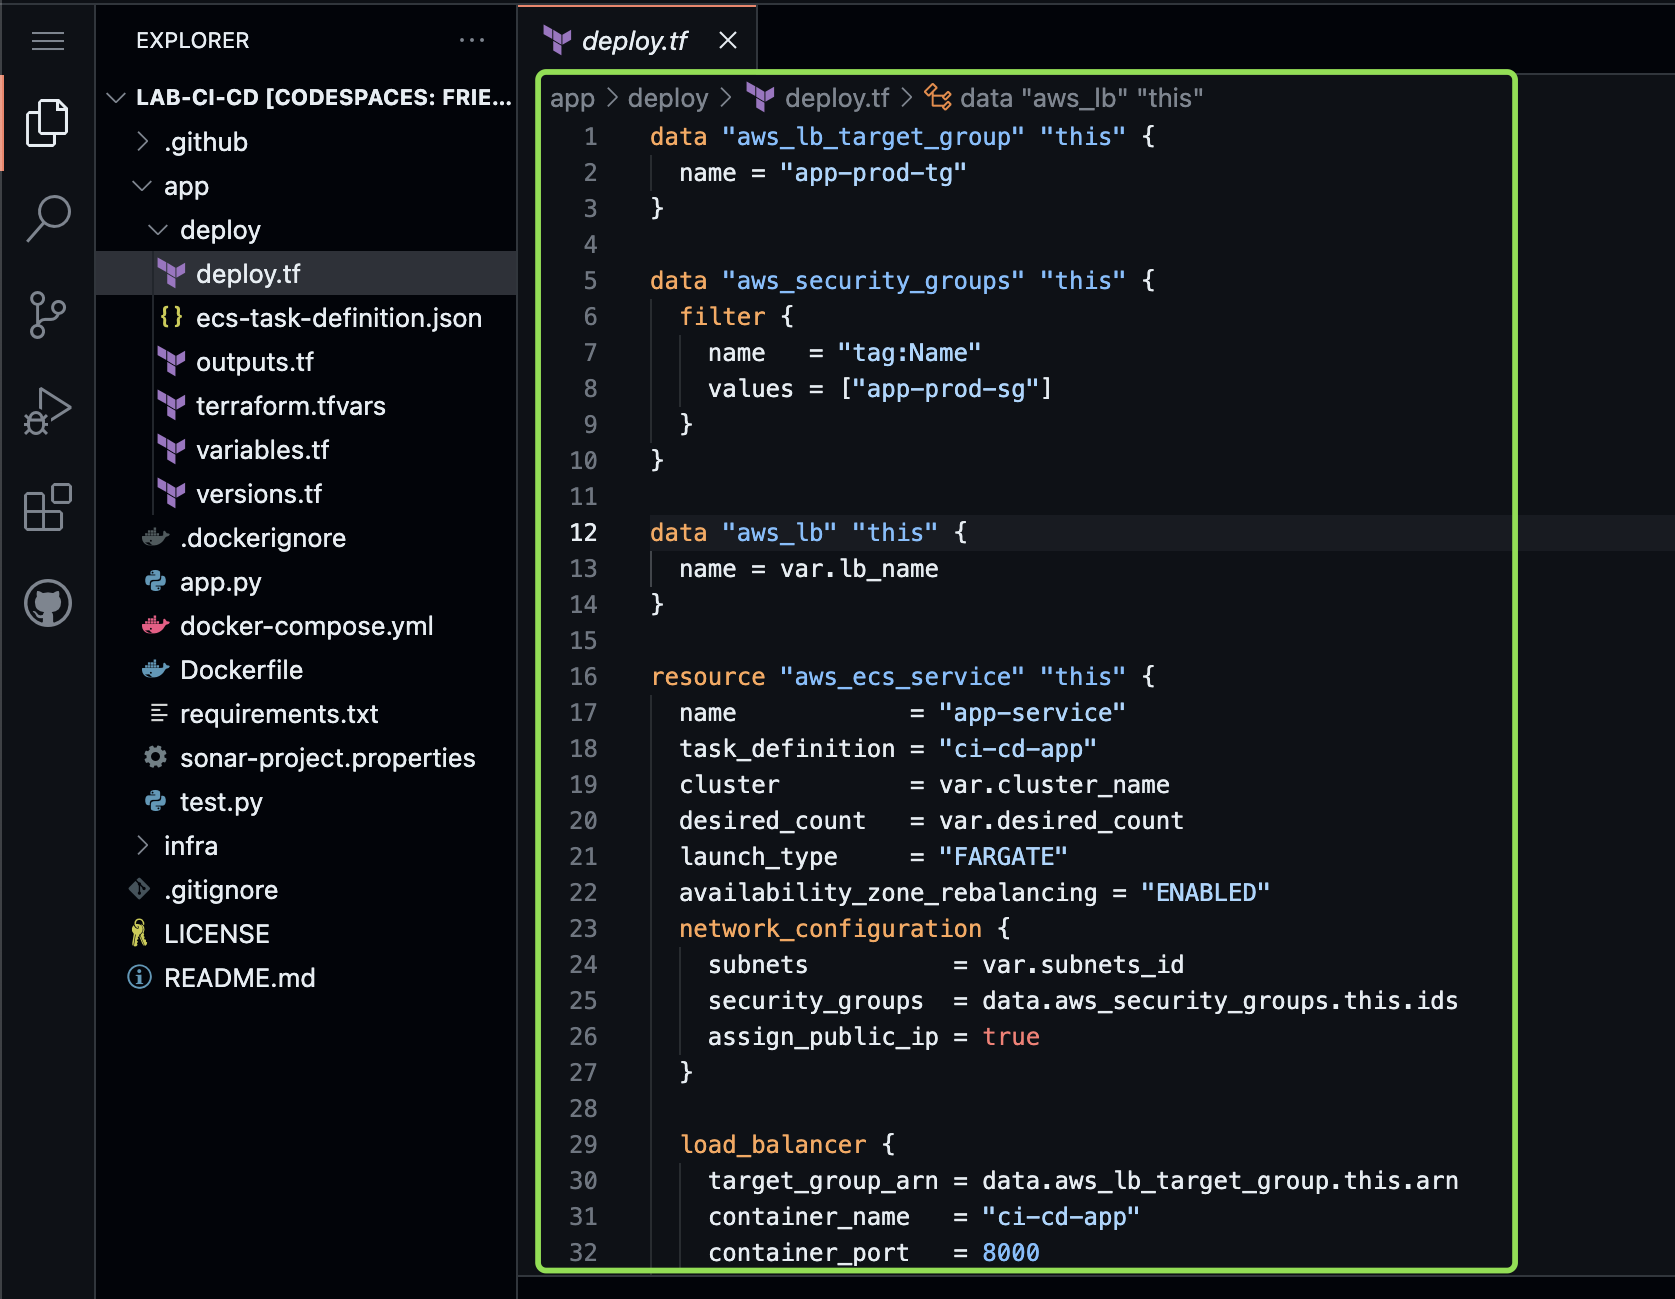 EXPLORER ...
LAB-CI-CD [CODESPACES: FRIE...
.github
app
deploy
deploy.tf
{} ecs-task-definition.json
outputs.tf
terraform.tfvars
variables.tf
versions.tf
.dockerignore
app.py
docker-compose.yml
Dockerfile
requirements.txt
sonar-project.properties
test.py
infra
.gitignore
LICENSE
README.md
deploy.tf
app > deploy > deploy.tf > data "aws_lb" "this"
1 data "aws_lb_target_group" "this" {
2   name = "app-prod-tg"
3 }
4
5 data "aws_security_groups" "this" {
6   filter {
7     name   = "tag:Name"
8     values = ["app-prod-sg"]
9   }
10 }
11
12 data "aws_lb" "this" {
13   name = var.lb_name
14 }
15
16 resource "aws_ecs_service" "this" {
17   name            = "app-service"
18   task_definition = "ci-cd-app"
19   cluster         = var.cluster_name
20   desired_count   = var.desired_count
21   launch_type     = "FARGATE"
22   availability_zone_rebalancing = "ENABLED"
23   network_configuration {
24     subnets          = var.subnets_id
25     security_groups  = data.aws_security_groups.this.ids
26     assign_public_ip = true
27   }
28
29   load_balancer {
30     target_group_arn = data.aws_lb_target_group.this.arn
31     container_name   = "ci-cd-app"
32     container_port   = 8000